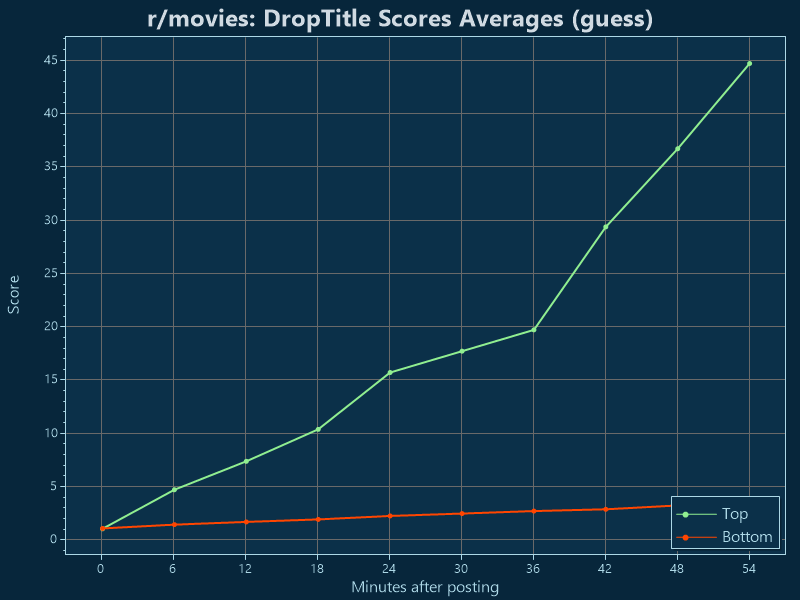 r/movies: DropTitle Scores Averages (guess)
45
40
35
30
25
20
15
10
5
0
Score
Top
Bottom
0 6 12 18 24 30 36 42 48 54
Minutes after posting